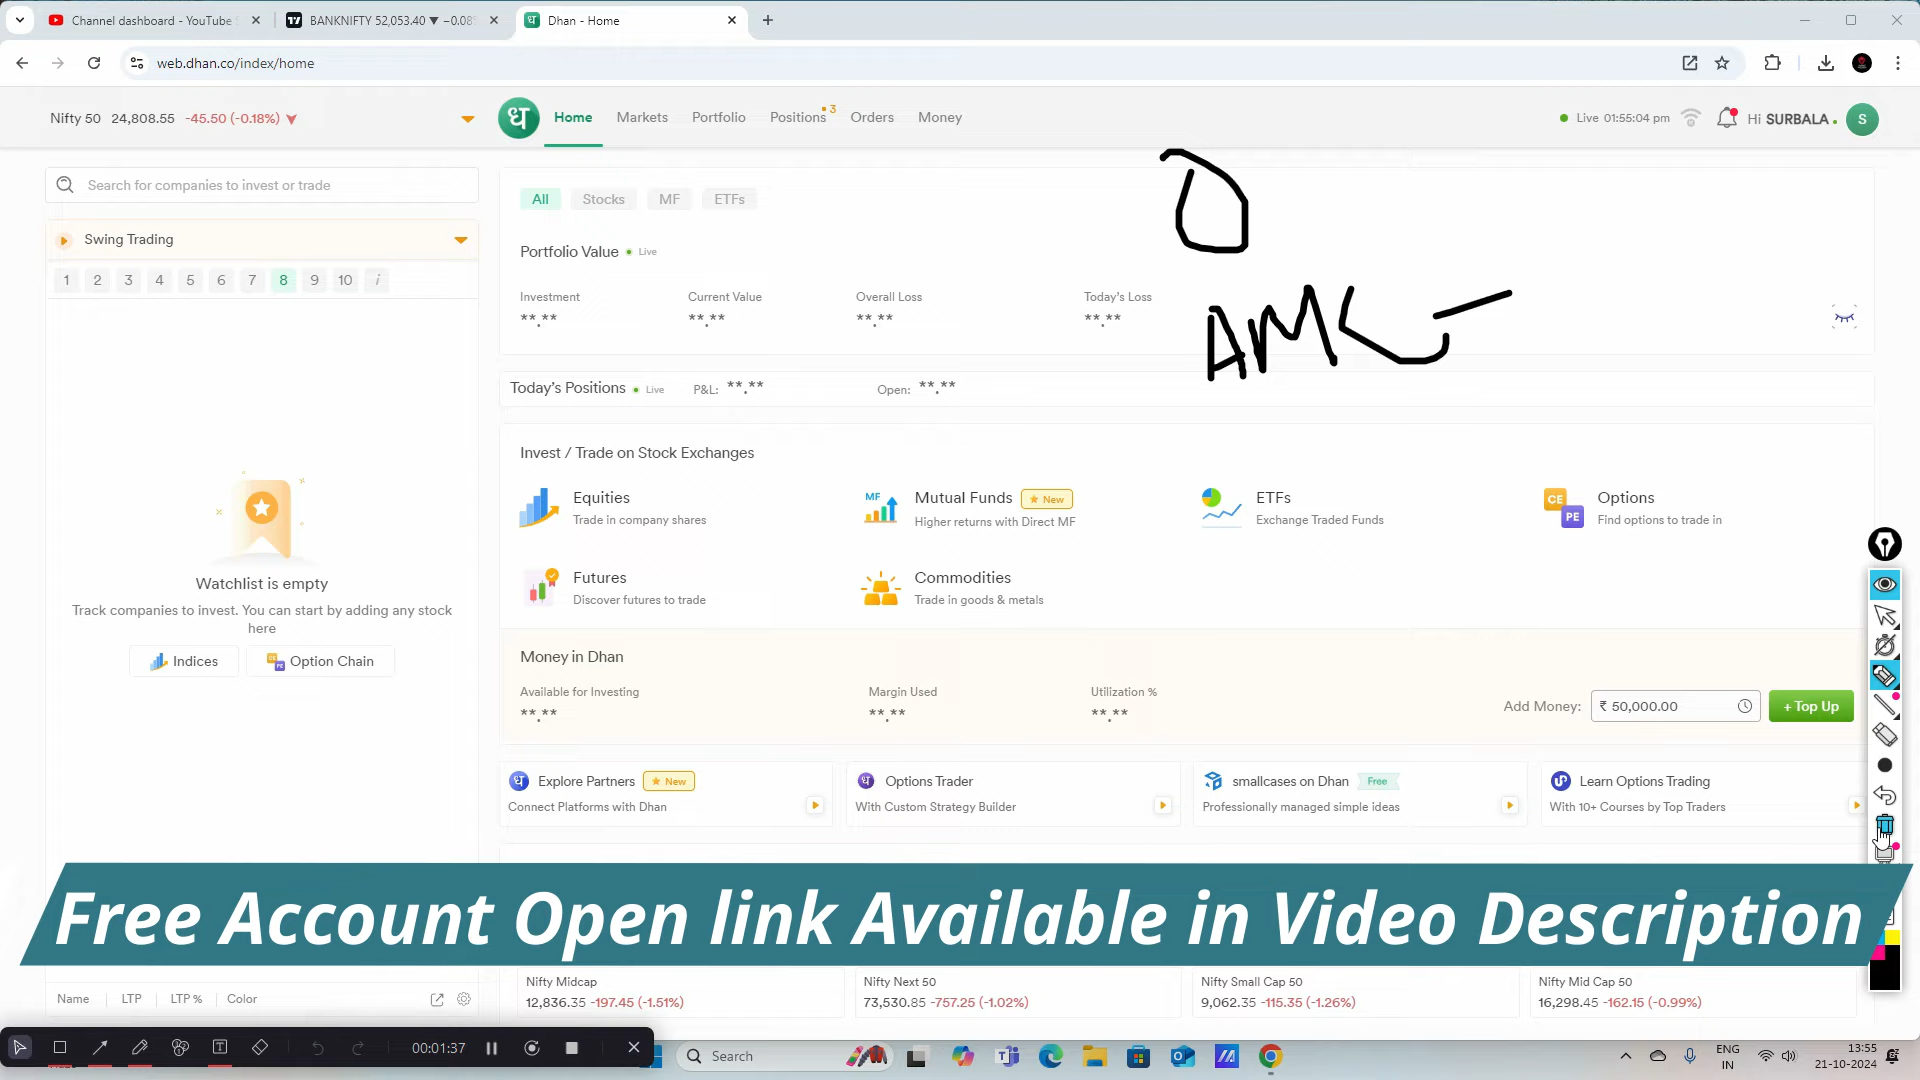 Channel dashboard - YouTube S
BANKNIFTY 52,053.40 ▼ −0.08%
Dhan - Home
web.dhan.co/index/home
Nifty 50 24,808.55 -45.50 (-0.18%)
ध Home Markets Portfolio Positions 3 Orders Money
Live 01:55:04 pm Hi SURBALA S
Search for companies to invest or trade
Swing Trading
1 2 3 4 5 6 7 8 9 10 i
Watchlist is empty
Track companies to invest. You can start by adding any stock
here
Indices Option Chain
Name LTP LTP % Color
All Stocks MF ETFs
Portfolio Value Live
Investment Current Value Overall Loss Today's Loss
**.** **.** **.** **.**
0
AMC -
Today's Positions Live P&L: **.** Open: **.**
Invest / Trade on Stock Exchanges
Equities
Trade in company shares
MF Mutual Funds New
Higher returns with Direct MF
ETFs
Exchange Traded Funds
CE PE Options
Find options to trade in
Futures
Discover futures to trade
Commodities
Trade in goods & metals
Money in Dhan
Available for Investing Margin Used Utilization %
**.** **.** **.**
Add Money: ₹ 50,000.00 + Top Up
Explore Partners New
Connect Platforms with Dhan
Options Trader
With Custom Strategy Builder
smallcases on Dhan Free
Professionally managed simple ideas
Learn Options Trading
With 10+ Courses by Top Traders
Free Account Open link Available in Video Description
Nifty Midcap
12,836.35 -197.45 (-1.51%)
Nifty Next 50
73,530.85 -757.25 (-1.02%)
Nifty Small Cap 50
9,062.35 -115.35 (-1.26%)
Nifty Mid Cap 50
16,298.45 -162.15 (-0.99%)
00:01:37
Search
ENG
IN
13:55
21-10-2024